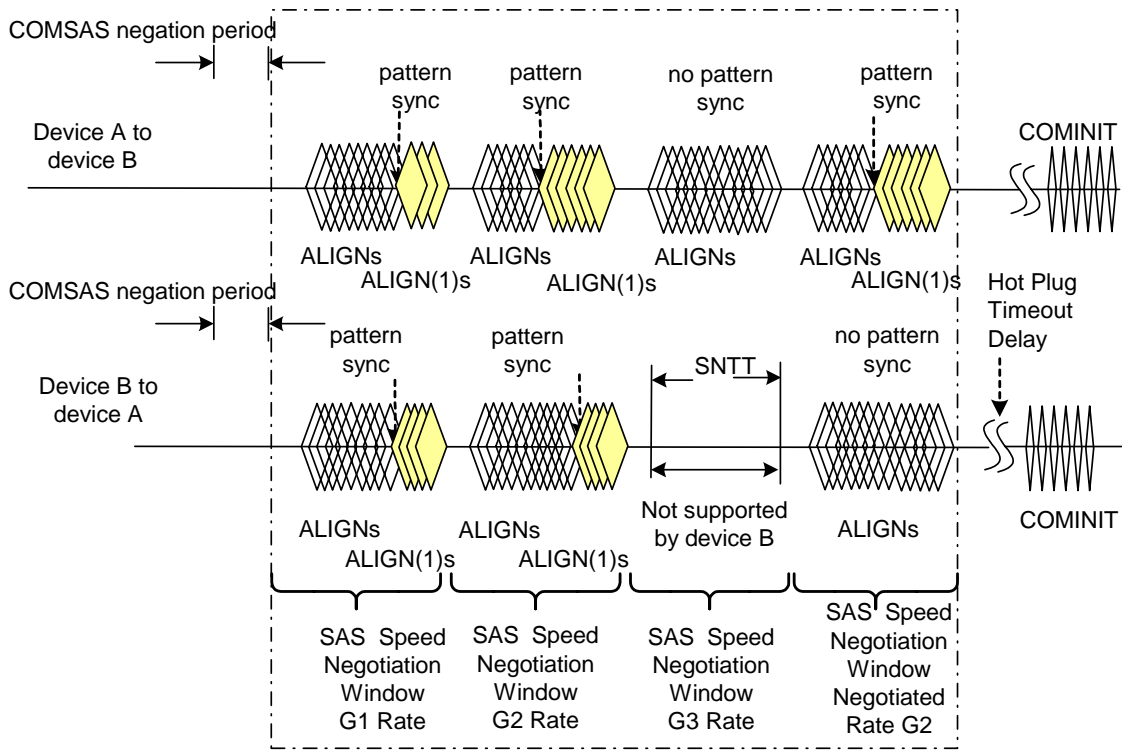 COMSAS negation period
pattern
sync
pattern
sync
no pattern
sync
pattern
sync
Device A to
device B
COMINIT
ALIGNs
ALIGN(1)s
ALIGNs
ALIGN(1)s
ALIGNs
ALIGNs
ALIGN(1)s
COMSAS negation period
Hot Plug
Timeout
Delay
pattern
sync
pattern
sync
SNTT
no pattern
sync
Device B to
device A
ALIGNs
ALIGN(1)s
ALIGNs
ALIGN(1)s
Not supported
by device B
ALIGNs
COMINIT
SAS Speed
Negotiation
Window
G1 Rate
SAS Speed
Negotiation
Window
G2 Rate
SAS Speed
Negotiation
Window
G3 Rate
SAS Speed
Negotiation
Window
Negotiated
Rate G2